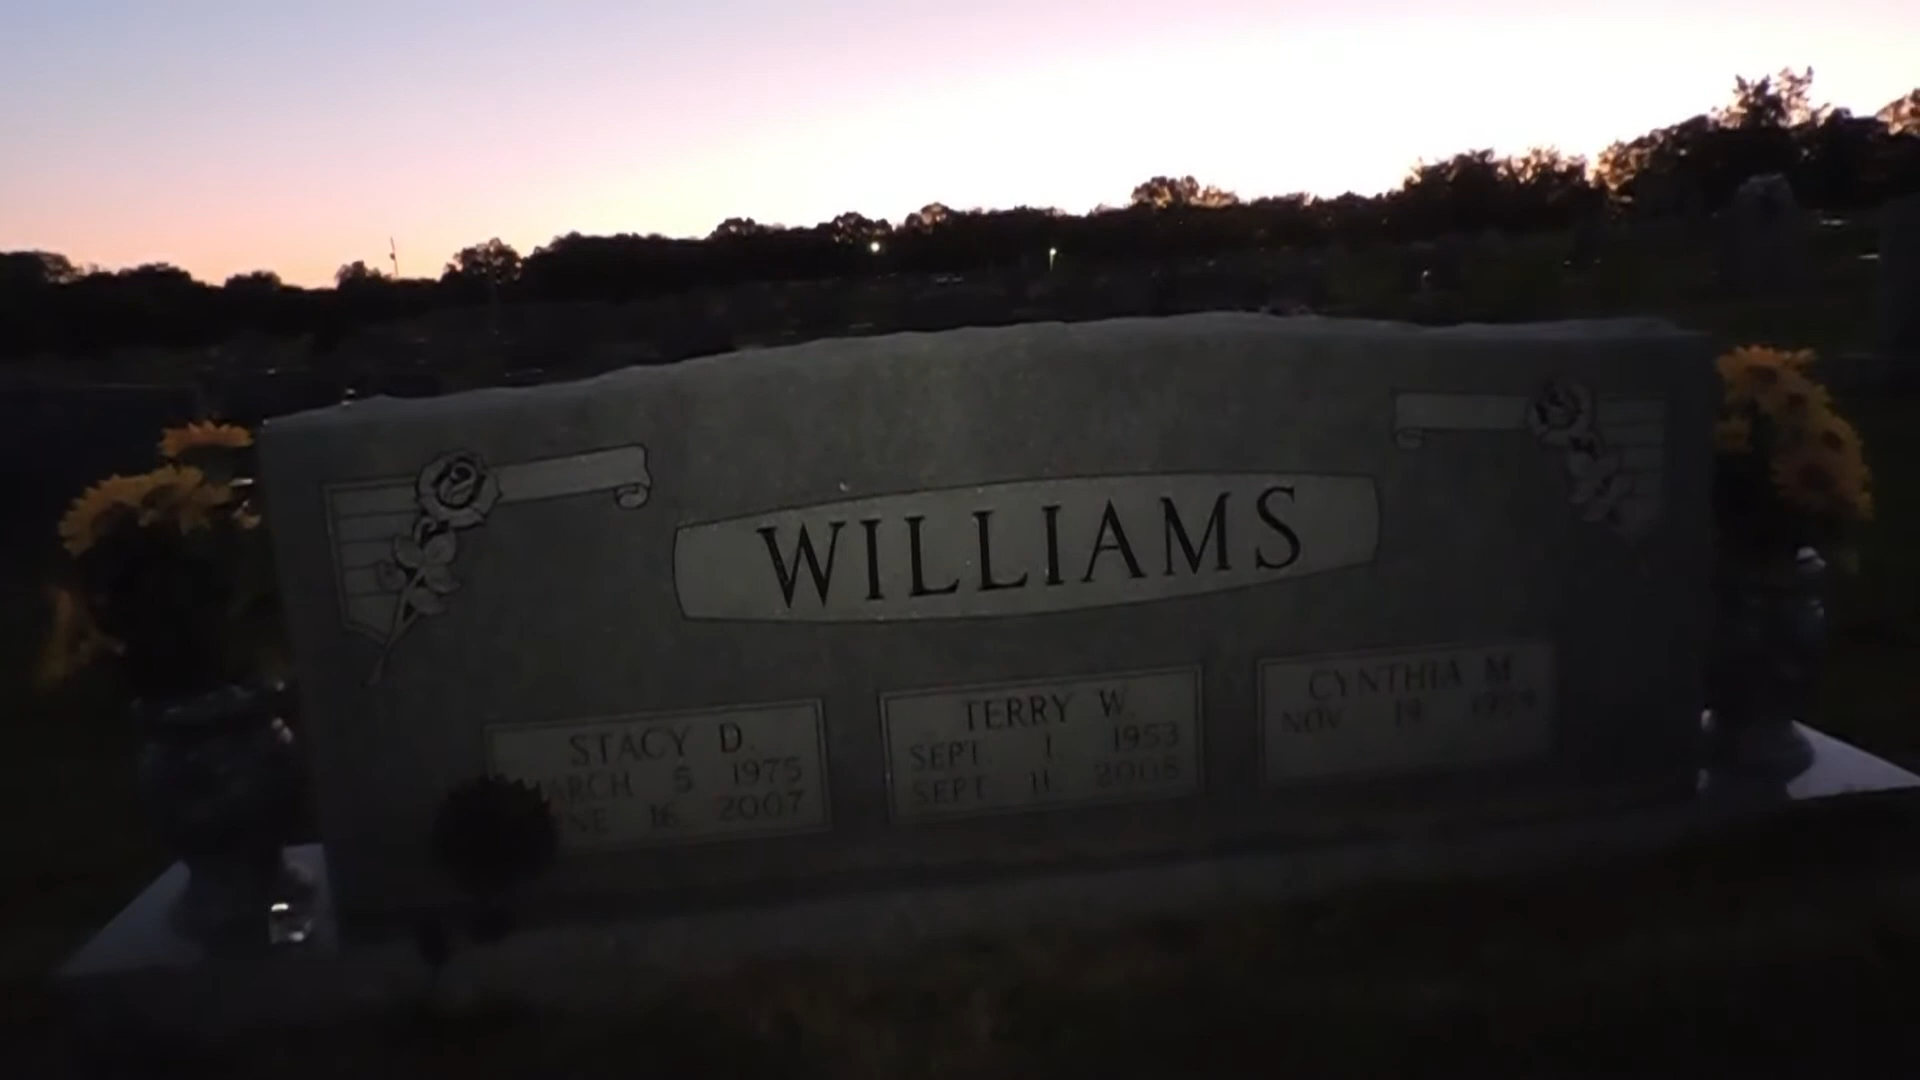 WILLIAMS
STACY D.
MARCH 5 1975
JUNE 16 2007
TERRY W.
SEPT 1. 1953
SEPT 11. 2008
CYNTHIA M
NOV 19